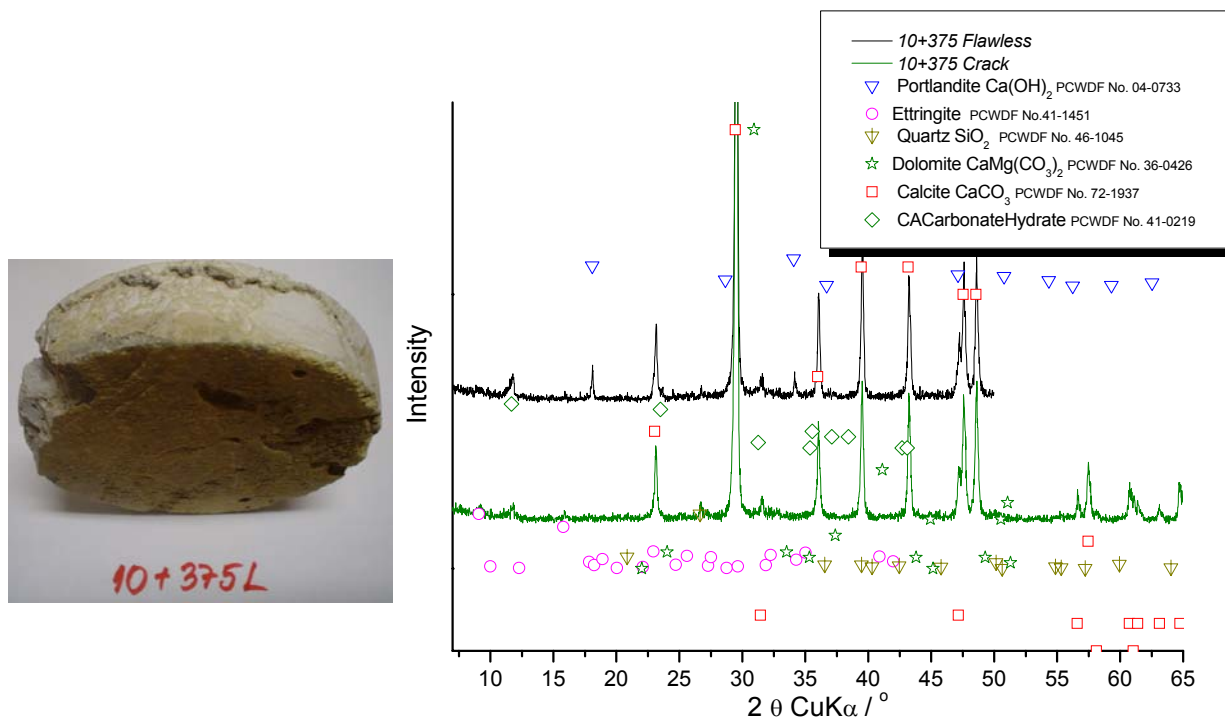 10+375L
10+375 Flawless
10+375 Crack
Portlandite Ca(OH)₂ PCWDF No. 04-0733
Ettringite PCWDF No.41-1451
Quartz SiO₂ PCWDF No. 46-1045
Dolomite CaMg(CO₃)₂ PCWDF No. 36-0426
Calcite CaCO₃ PCWDF No. 72-1937
CACarbonateHydrate PCWDF No. 41-0219
Intensity
10 15 20 25 30 35 40 45 50 55 60 65
2 θ CuKα / °